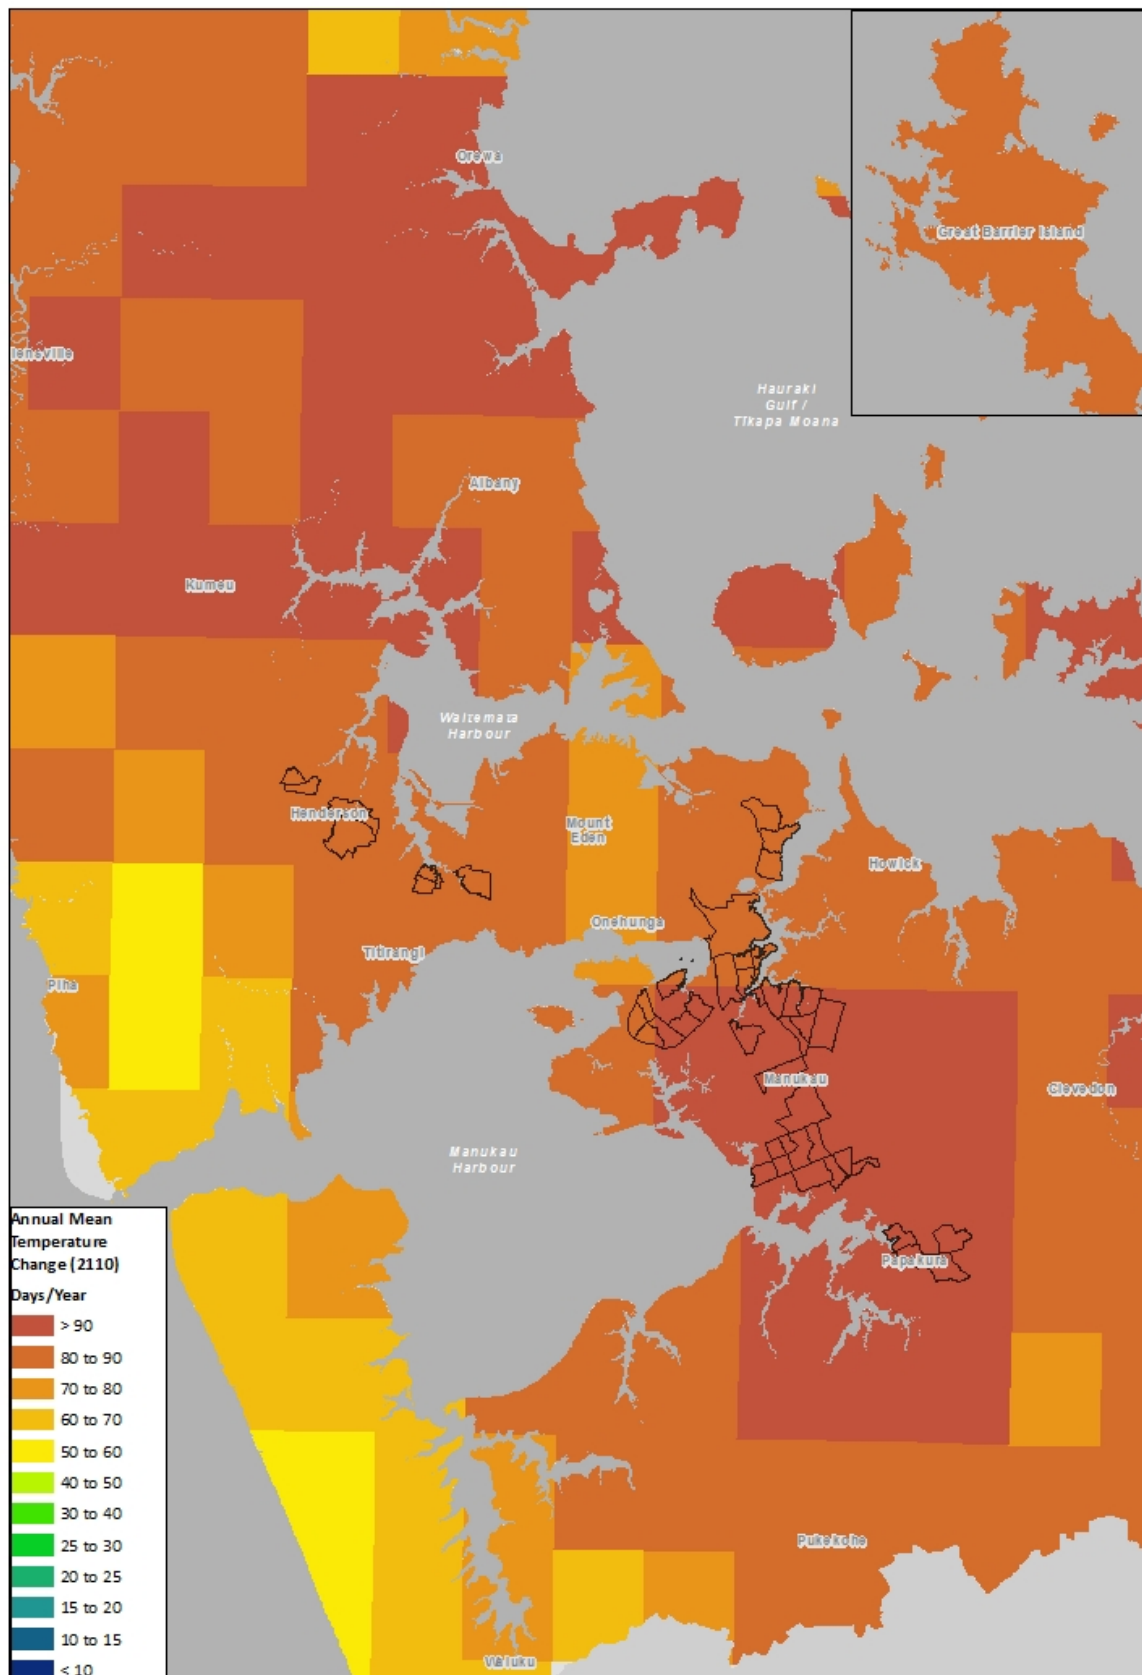 Orewa
Great Barrier Island
leneville
Hauraki
Gulf /
Tīkapa Moana
Albany
Kumeu
Waitemata
Harbour
Henderson
Mount
Eden
Howick
Onehunga
Titirangi
Piha
Manukau
Clevedon
Manukau
Harbour
Papakura
Pukekohe
Waiuku
Annual Mean
Temperature
Change (2110)
Days/Year
> 90
80 to 90
70 to 80
60 to 70
50 to 60
40 to 50
30 to 40
25 to 30
20 to 25
15 to 20
10 to 15
< 10